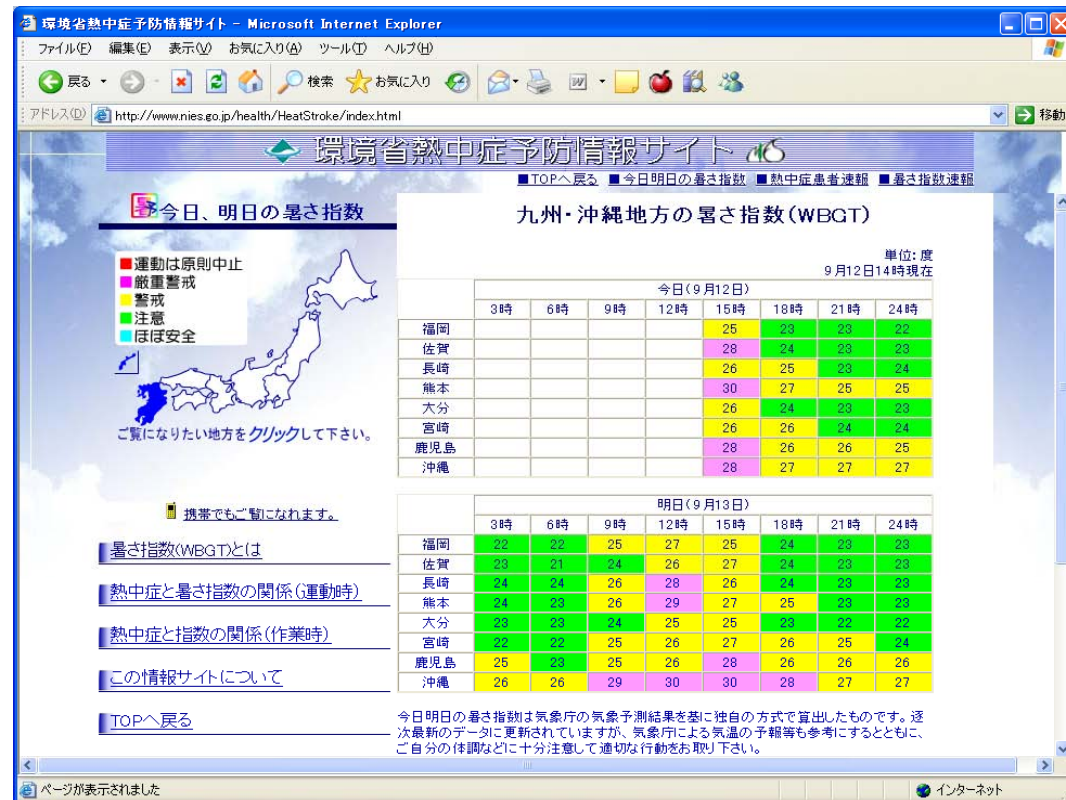 環境省熱中症予防情報サイト - Microsoft Internet Explorer
ファイル(F) 編集(E) 表示(V) お気に入り(A) ツール(T) ヘルプ(H)
戻る 検索 お気に入り
アドレス(D) http://www.nies.go.jp/health/HeatStroke/index.html 移動
環境省熱中症予防情報サイト
■TOPへ戻る ■今日明日の暑さ指数 ■熱中症患者速報 ■暑さ指数速報
今日、明日の暑さ指数
■運動は原則中止
■厳重警戒
■警戒
■注意
■ほぼ安全
ご覧になりたい地方をクリックして下さい。
携帯でもご覧になれます。
暑さ指数(WBGT)とは
熱中症と暑さ指数の関係(運動時)
熱中症と指数の関係(作業時)
この情報サイトについて
TOPへ戻る
九州・沖縄地方の暑さ指数(WBGT)
単位:度
9月12日14時現在
今日(9月12日)
3時 6時 9時 12時 15時 18時 21時 24時
福岡 25 23 23 22
佐賀 28 24 23 23
長崎 26 25 23 24
熊本 30 27 25 25
大分 26 24 23 23
宮崎 26 26 24 24
鹿児島 28 26 26 25
沖縄 28 27 27 27
明日(9月13日)
3時 6時 9時 12時 15時 18時 21時 24時
福岡 22 22 25 27 25 24 23 23
佐賀 23 21 24 26 27 24 23 23
長崎 24 24 26 28 26 24 23 23
熊本 24 23 26 29 27 25 23 23
大分 23 23 24 25 25 23 22 22
宮崎 22 22 25 26 27 26 25 24
鹿児島 25 23 25 26 28 26 26 26
沖縄 26 26 29 30 30 28 27 27
今日明日の暑さ指数は気象庁の気象予測結果を基に独自の方式で算出したものです。逐
次最新のデータに更新されていますが、気象庁による気温の予報等も参考にするとともに、
ご自分の体調などに十分注意して適切な行動をお取り下さい。
ページが表示されました インターネット